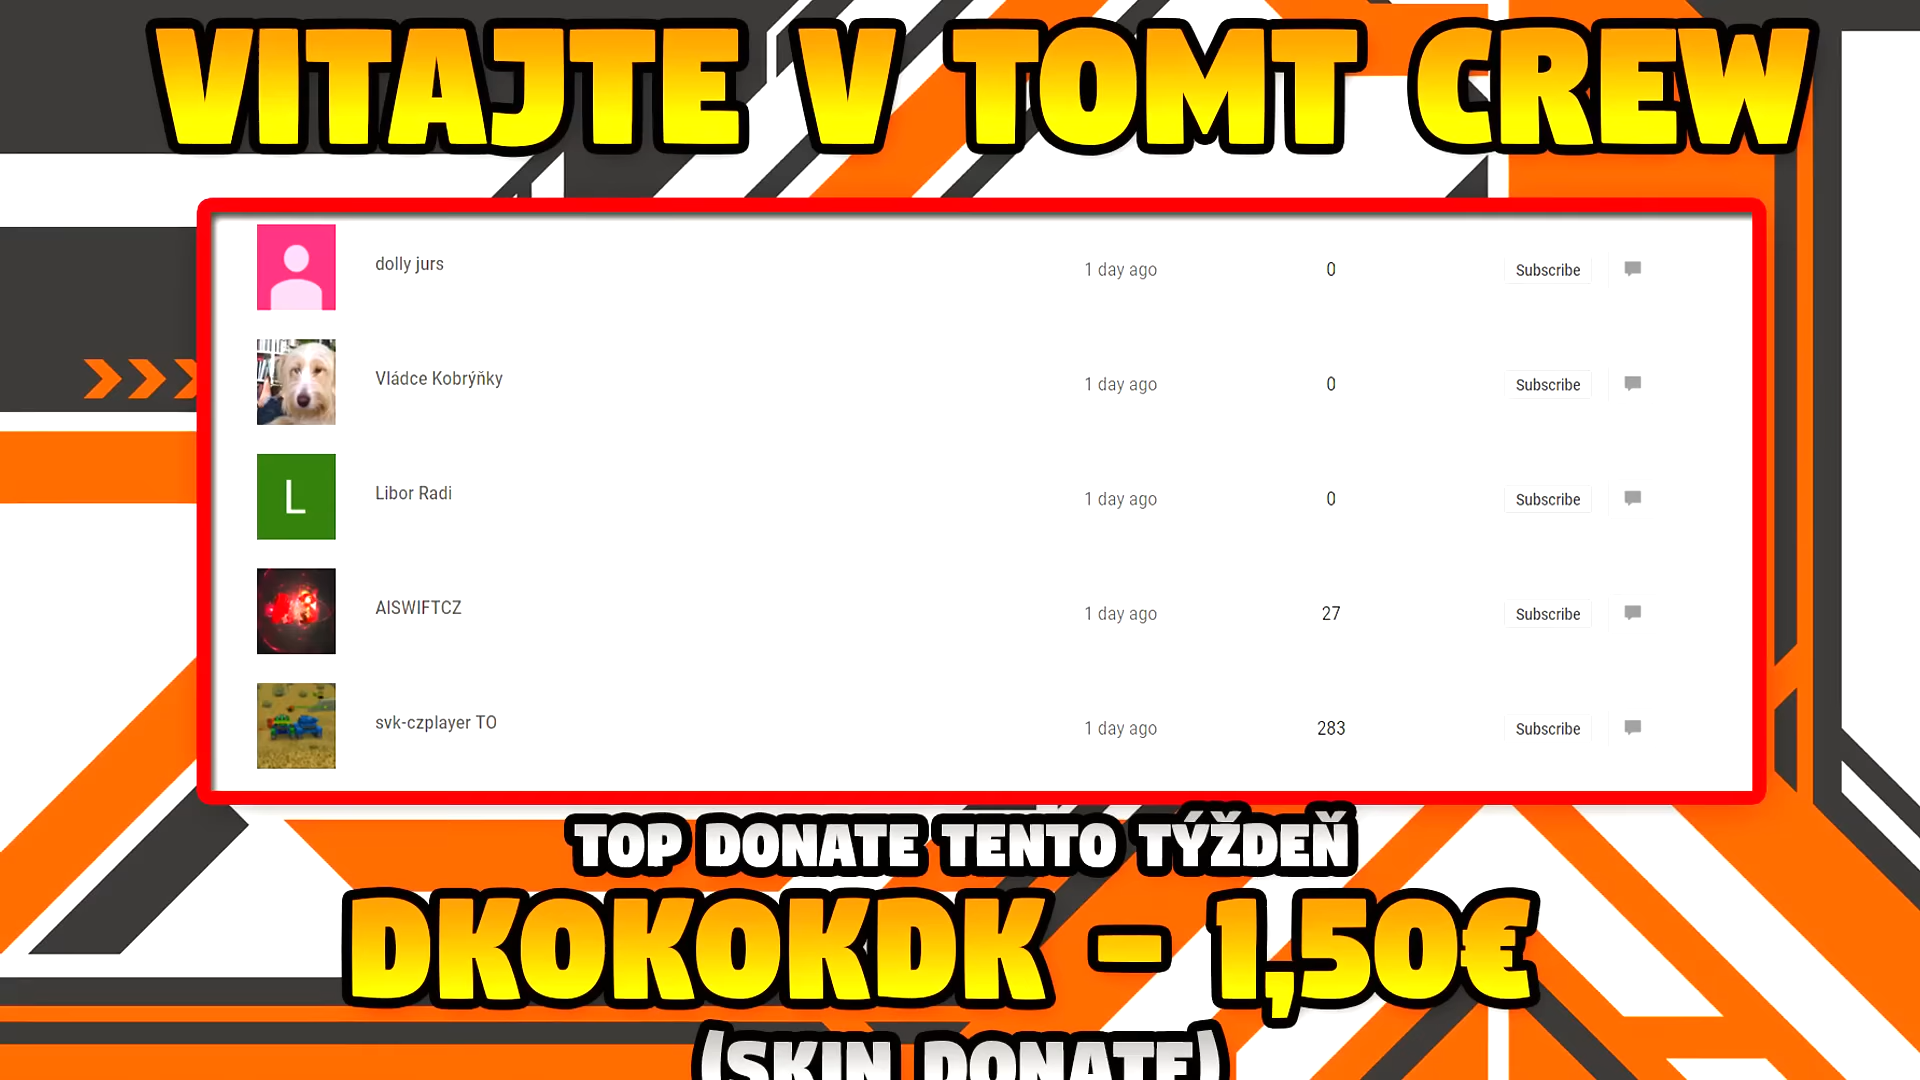 VITAJTE V TOMT CREW
dolly jurs 1 day ago 0 Subscribe
Vládce Kobrýňky 1 day ago 0 Subscribe
L Libor Radi 1 day ago 0 Subscribe
AISWIFTCZ 1 day ago 27 Subscribe
svk-czplayer TO 1 day ago 283 Subscribe
TOP DONATE TENTO TÝŽDEŇ
DKOKOKDK - 1,50€
(SKIN DONATE)